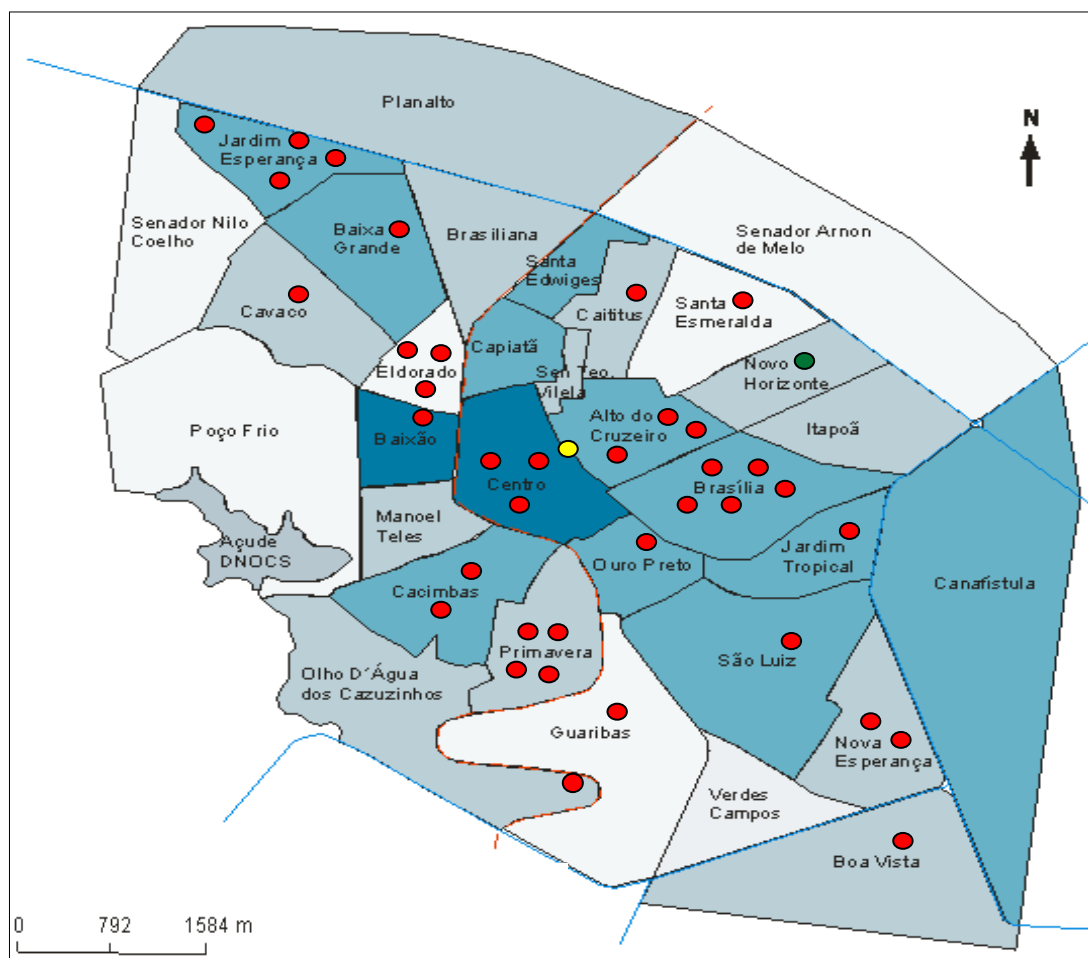 Planalto
N
Jardim
Esperança
Senador Nilo
Coelho
Baixa
Grande
Brasiliana
Senador Arnon
de Melo
Santa
Edwiges
Cavaco
Caititus
Santa
Esmeralda
Capiatã
Eldorado
Sen Teo.
Vilela
Novo
Horizonte
Poço Frio
Baixão
Alto do
Cruzeiro
Itapoã
Centro
Brasília
Manoel
Teles
Açude
DNOCS
Ouro Preto
Jardim
Tropical
Canafístula
Cacimbas
Primavera
São Luiz
Olho D´Água
dos Cazuzinhos
Guaribas
Nova
Esperança
Verdes
Campos
Boa Vista
0 792 1584 m